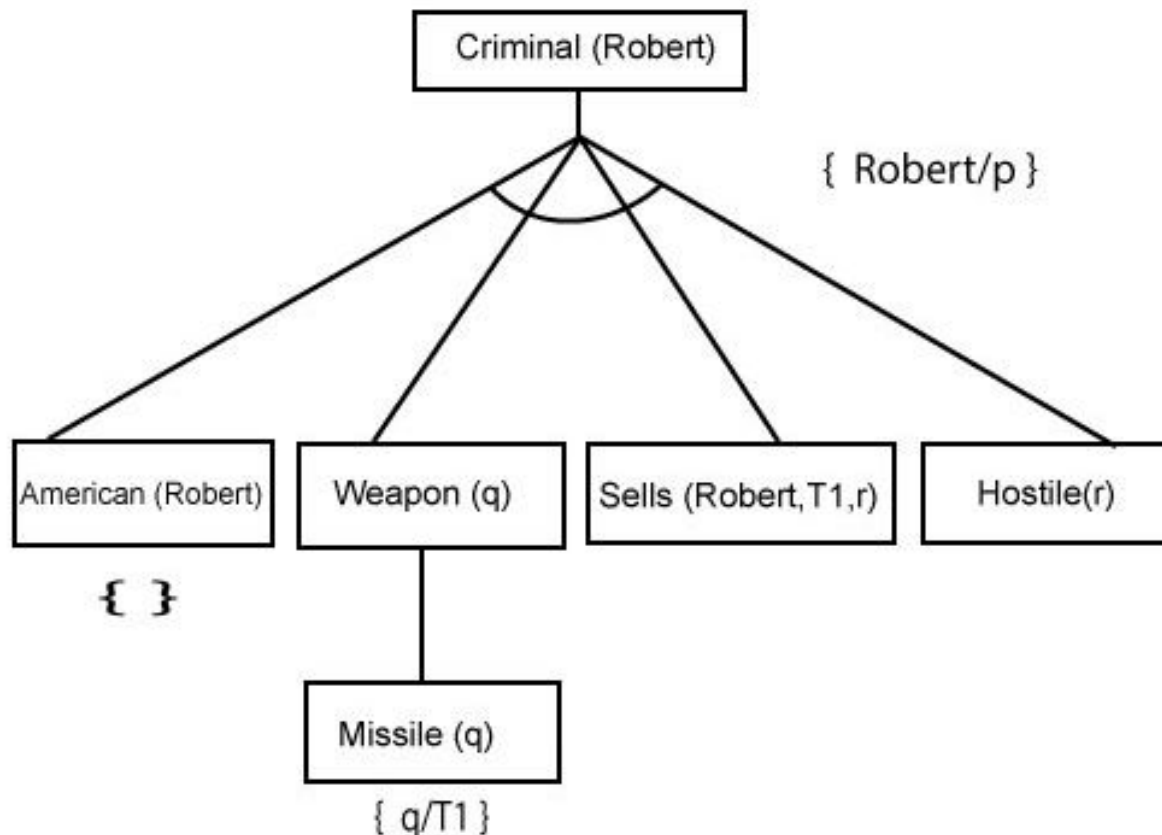 Criminal (Robert)
{ Robert/p }
American (Robert)
Weapon (q)
Sells (Robert,T1,r)
Hostile(r)
{ }
Missile (q)
{ q/T1 }